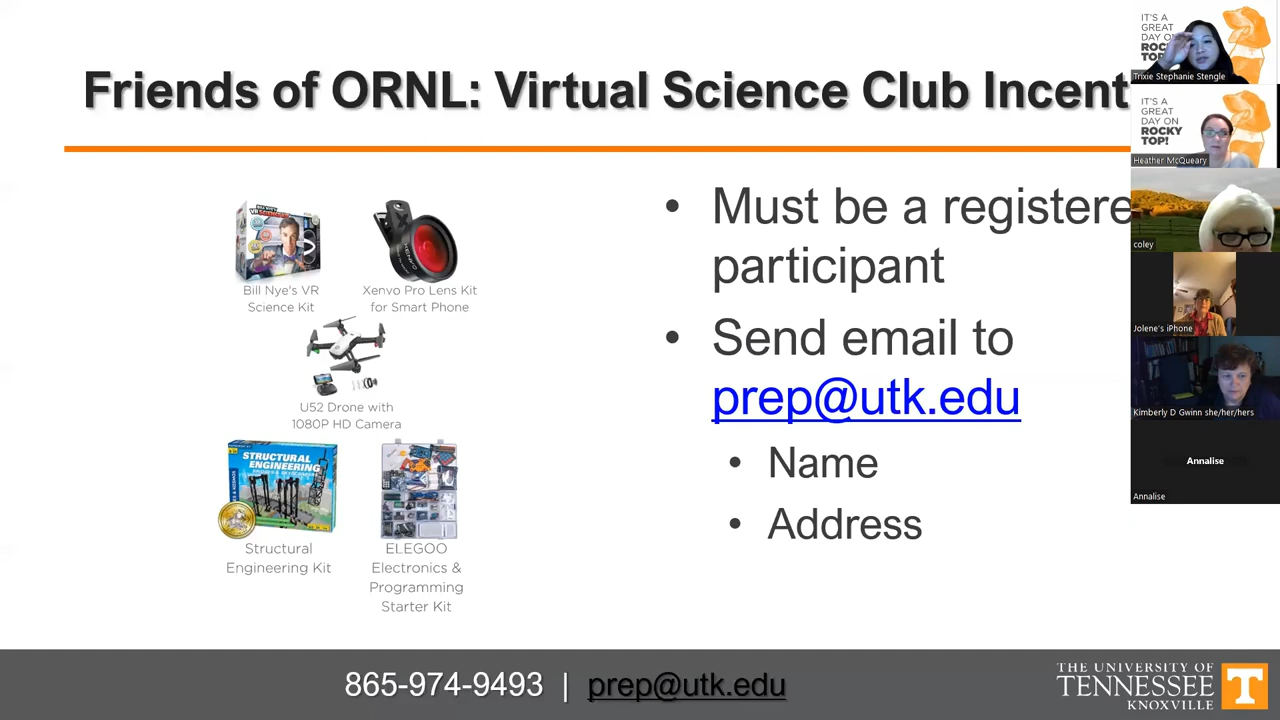 Friends of ORNL: Virtual Science Club Incent
Must be a registere
participant
Send email to
prep@utk.edu
Name
Address
Bill Nye's VR
Science Kit
Xenvo Pro Lens Kit
for Smart Phone
U52 Drone with
1080P HD Camera
STRUCTURAL
ENGINEERING
Structural
Engineering Kit
ELEGOO
Electronics &
Programming
Starter Kit
865-974-9493 | prep@utk.edu
THE UNIVERSITY OF
TENNESSEE
KNOXVILLE
T
IT'S A
GREAT
DAY ON
ROCKY
TOP!
Trixie Stephanie Stengle
IT'S A
GREAT
DAY ON
ROCKY
TOP!
Heather McQueary
coley
Jolene's iPhone
Kimberly D Gwinn she/her/hers
Annalise
Annalise